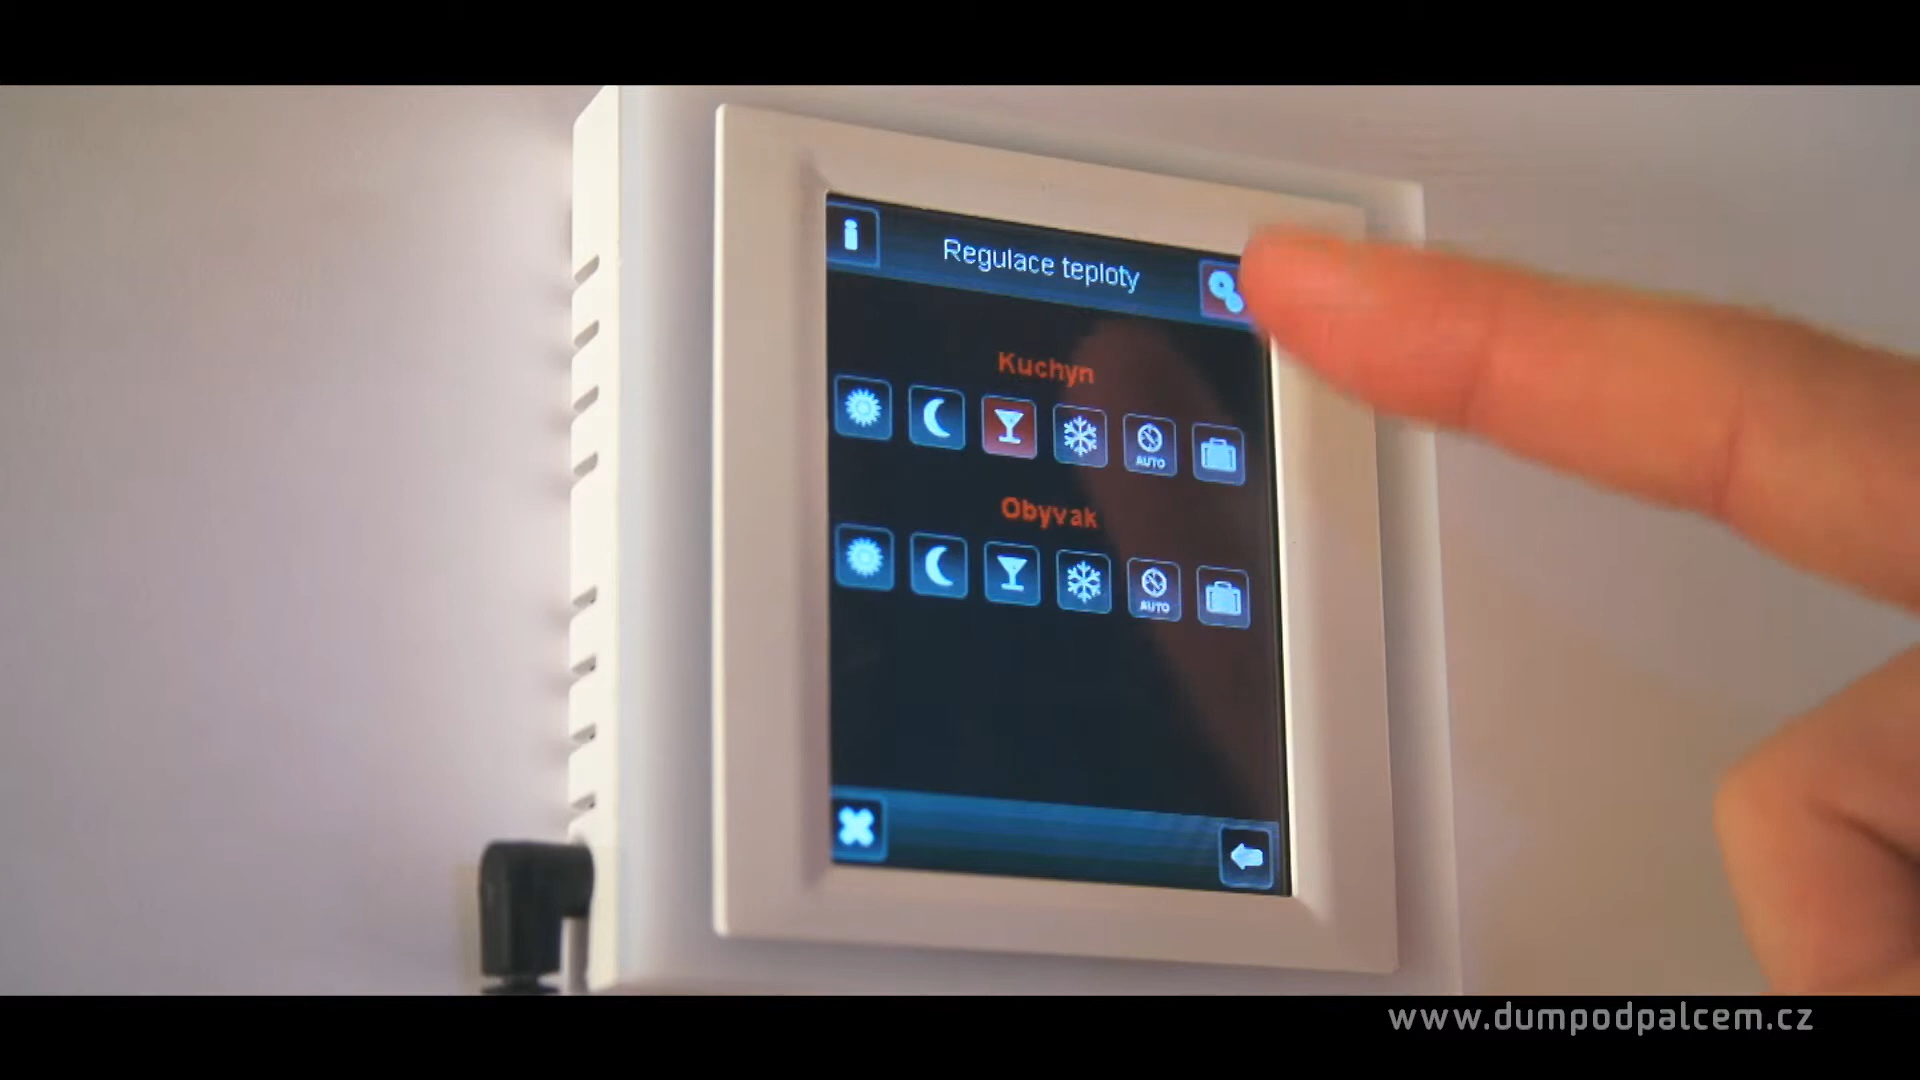 Regulace teploty
Kuchyn
AUTO
Obyvak
AUTO
www.dumpodpalcem.cz